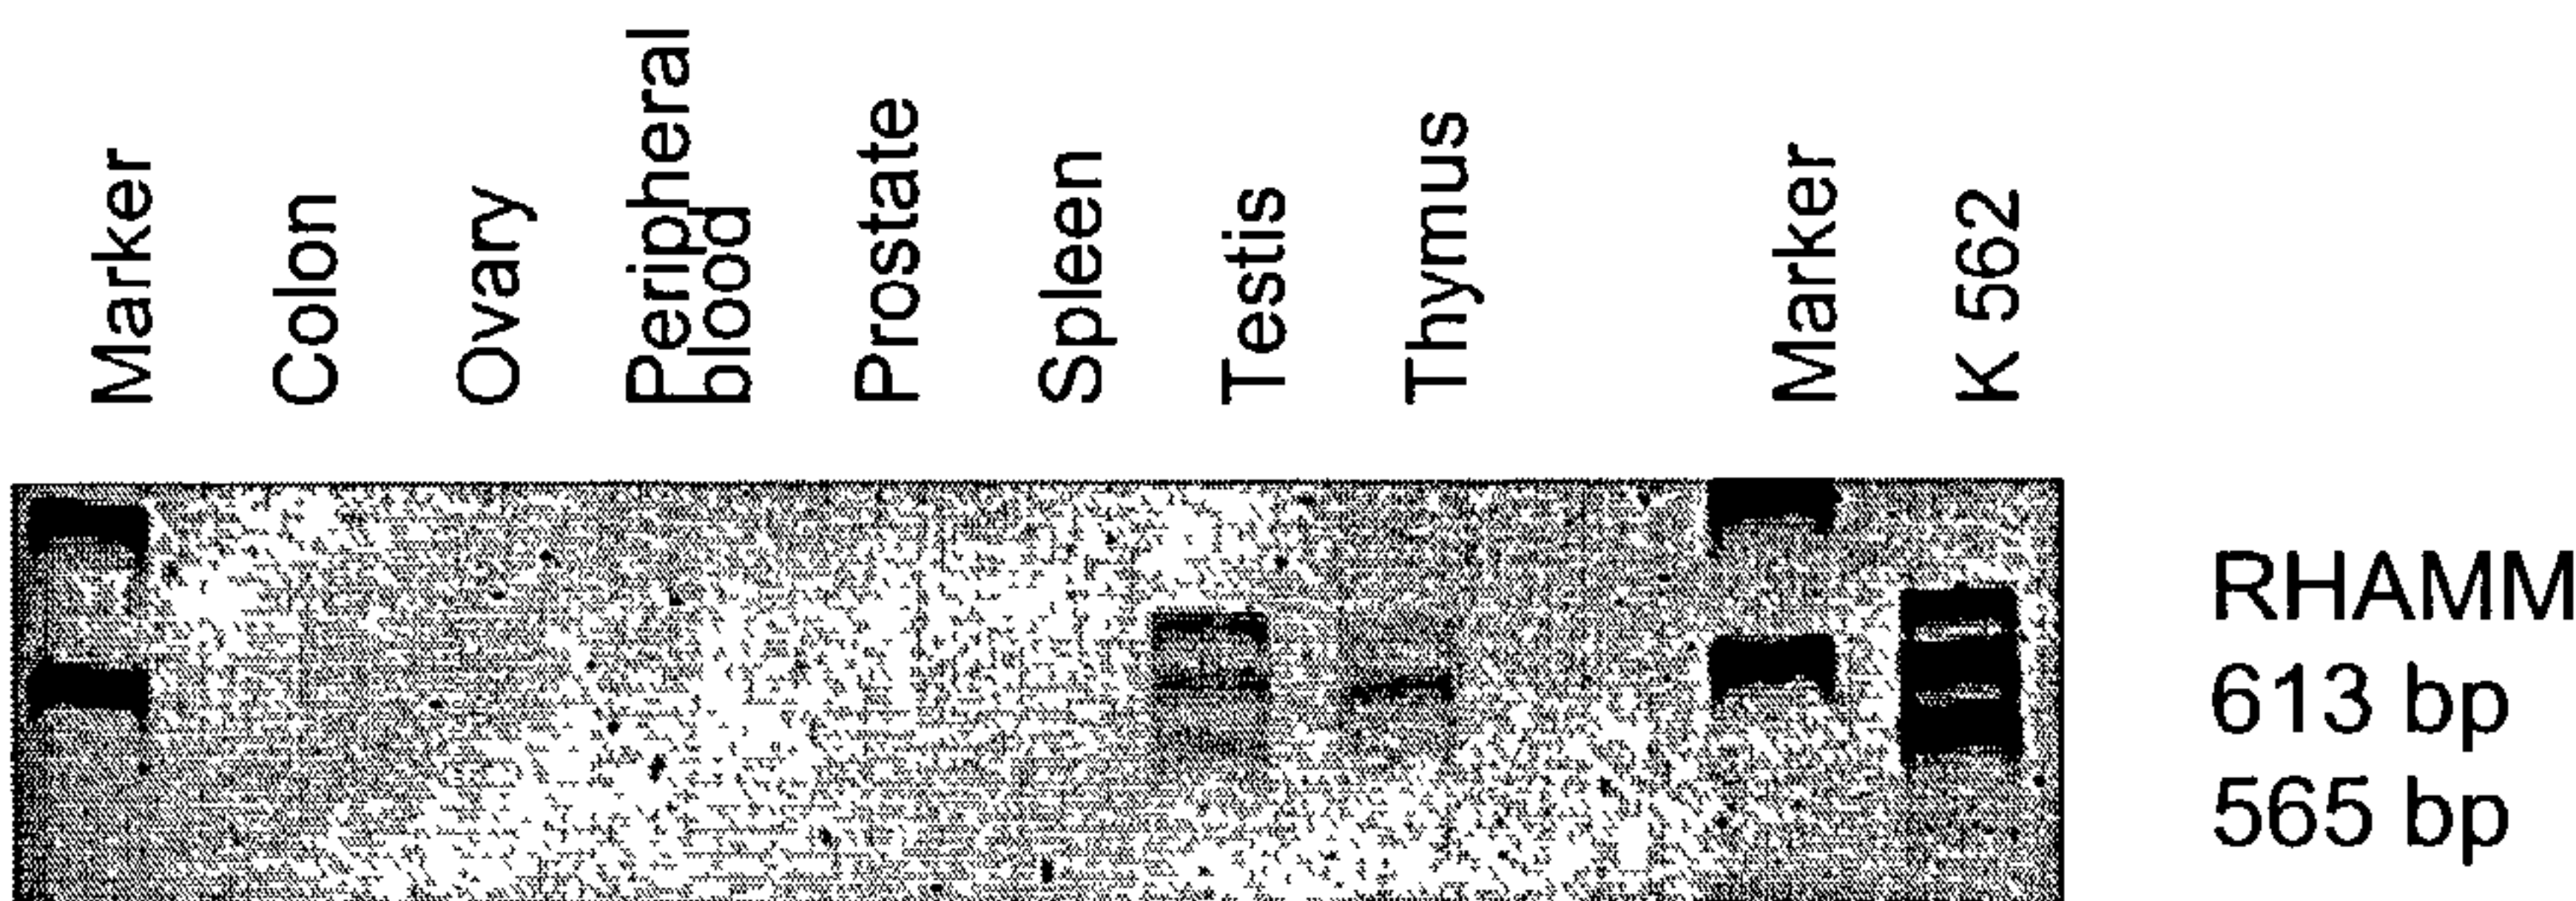 Marker
Colon
Ovary
Peripheral
blood
Prostate
Spleen
Testis
Thymus
Marker
K 562
RHAMM
613 bp
565 bp